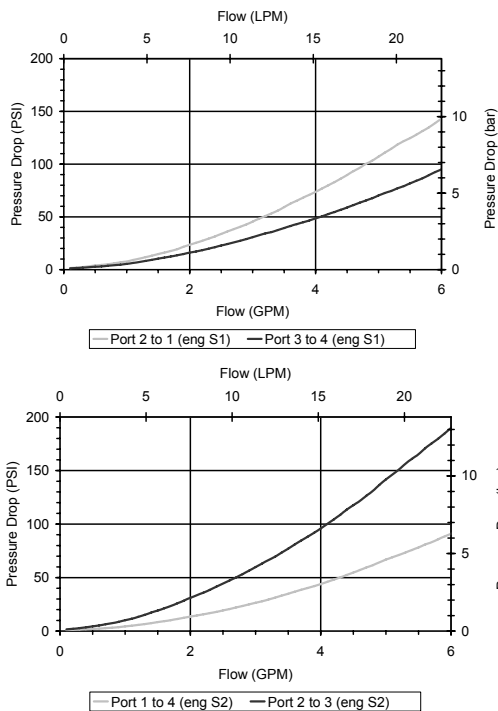 Flow (LPM)
0 5 10 15 20
200
150
100
50
0
Pressure Drop (PSI)
10
5
0
Pressure Drop (bar)
0 2 4 6
Flow (GPM)
Port 2 to 1 (eng S1) Port 3 to 4 (eng S1)
Flow (LPM)
0 5 10 15 20
200
150
100
50
0
Pressure Drop (PSI)
10
5
0
0 2 4 6
Flow (GPM)
Port 1 to 4 (eng S2) Port 2 to 3 (eng S2)